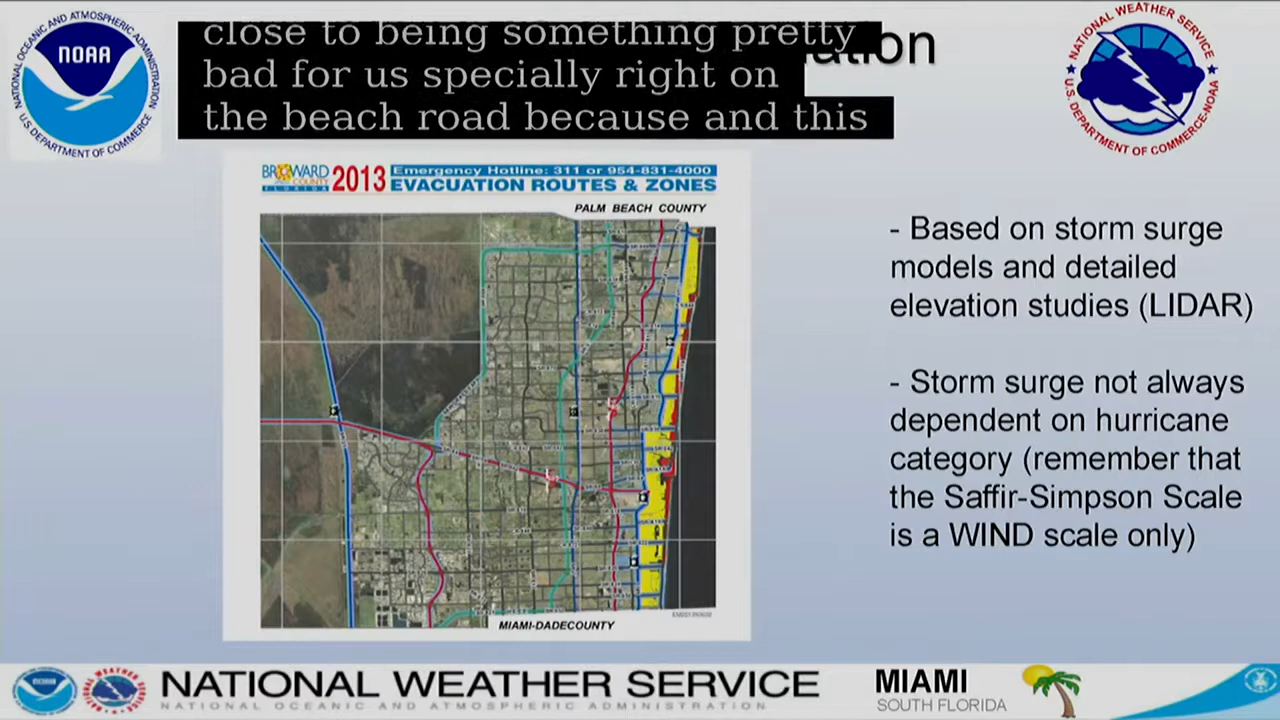 close to being something pretty
bad for us specially right on
the beach road because and this
NATIONAL OCEANIC AND ATMOSPHERIC ADMINISTRATION
NOAA
U.S. DEPARTMENT OF COMMERCE
NATIONAL WEATHER SERVICE
U.S. DEPARTMENT OF COMMERCE-NOAA
BROWARD
COUNTY
FLORIDA
2013
Emergency Hotline: 311 or 954-831-4000
EVACUATION ROUTES & ZONES
PALM BEACH COUNTY
MIAMI-DADECOUNTY
- Based on storm surge
models and detailed
elevation studies (LIDAR)
- Storm surge not always
dependent on hurricane
category (remember that
the Saffir-Simpson Scale
is a WIND scale only)
NATIONAL WEATHER SERVICE
NATIONAL OCEANIC AND ATMOSPHERIC ADMINISTRATION
MIAMI
SOUTH FLORIDA